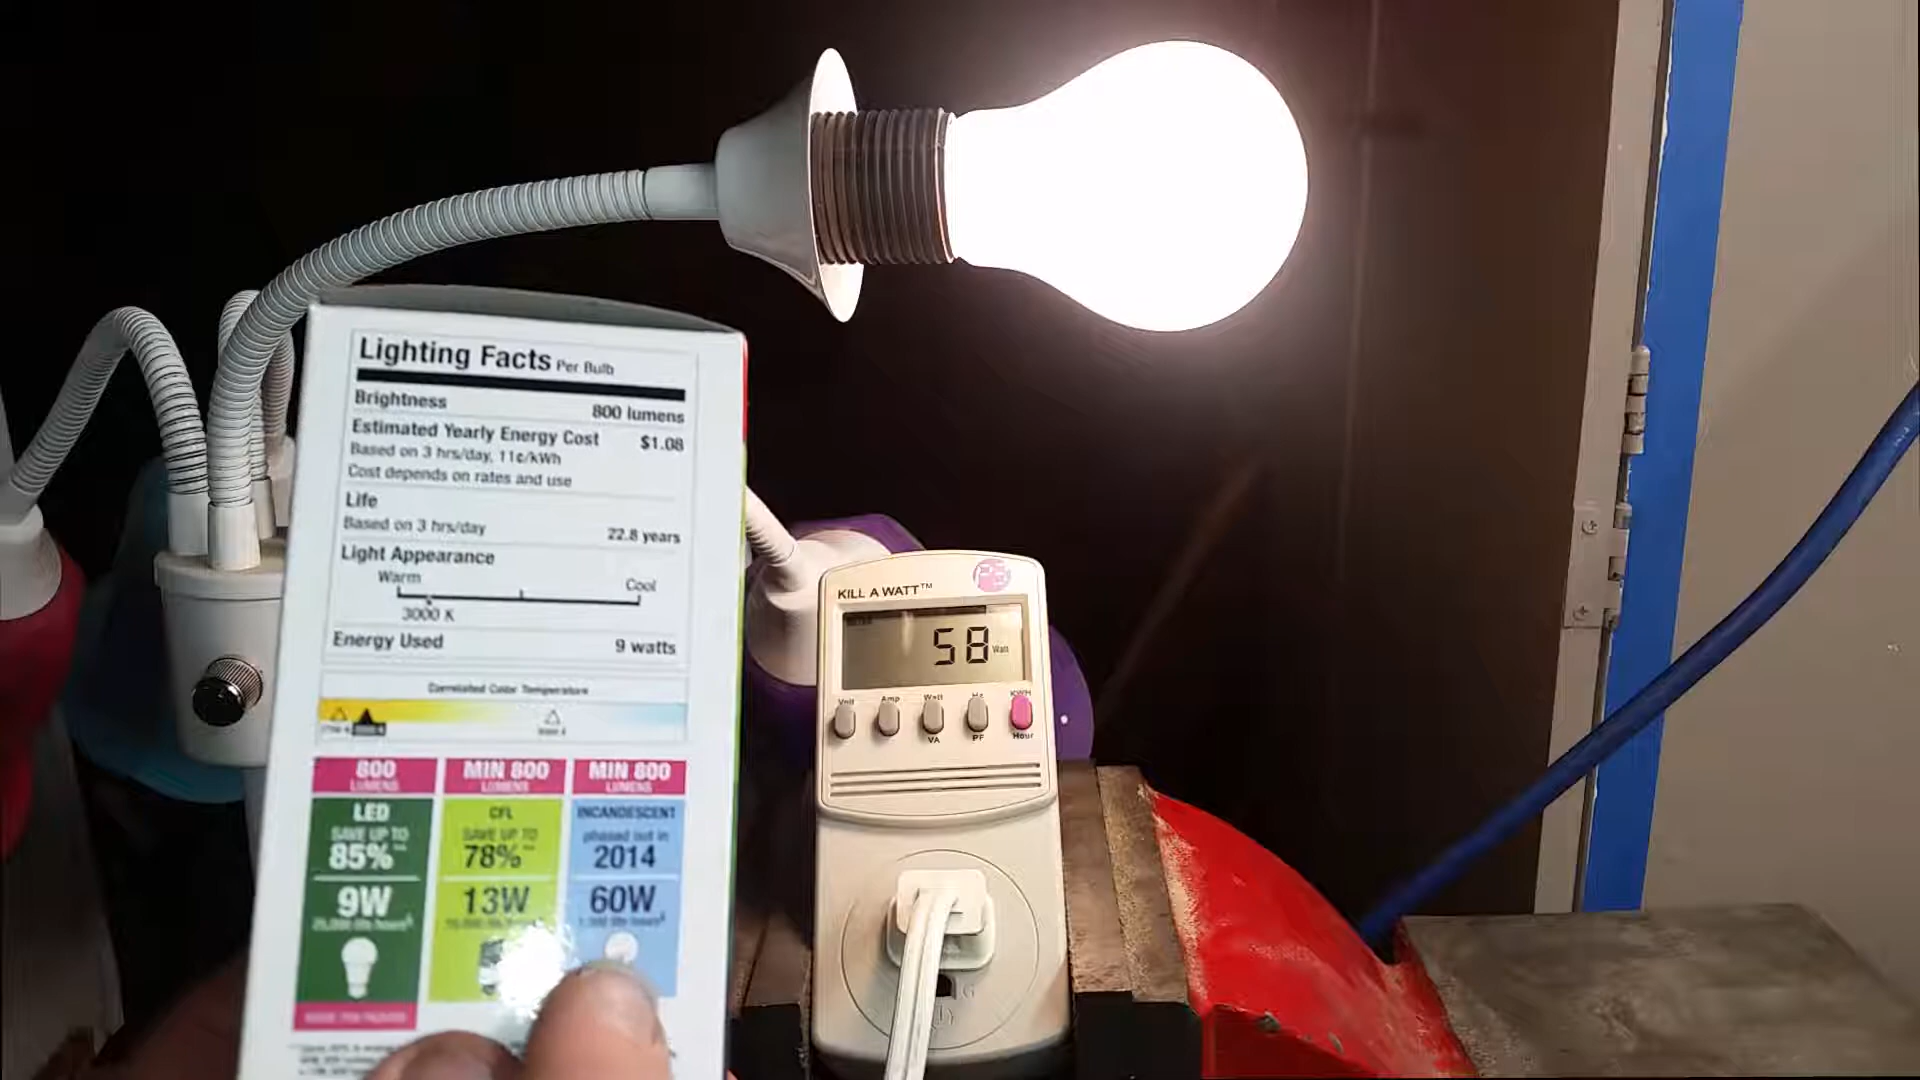 Lighting Facts Per Bulb
Brightness 800 lumens
Estimated Yearly Energy Cost $1.08
Based on 3 hrs/day, 11¢/kWh
Cost depends on rates and use
Life
Based on 3 hrs/day 22.8 years
Light Appearance
Warm Cool
3000 K
Energy Used 9 watts
Correlated Color Temperature
800 LUMENS MIN 800 LUMENS MIN 800 LUMENS
LED CFL INCANDESCENT
SAVE UP TO SAVE UP TO phased out in
85% 78% 2014
9W 13W 60W
KILL A WATT™
58 Watt
Volt Amp Watt Hz KWH
VA PF Hour
G